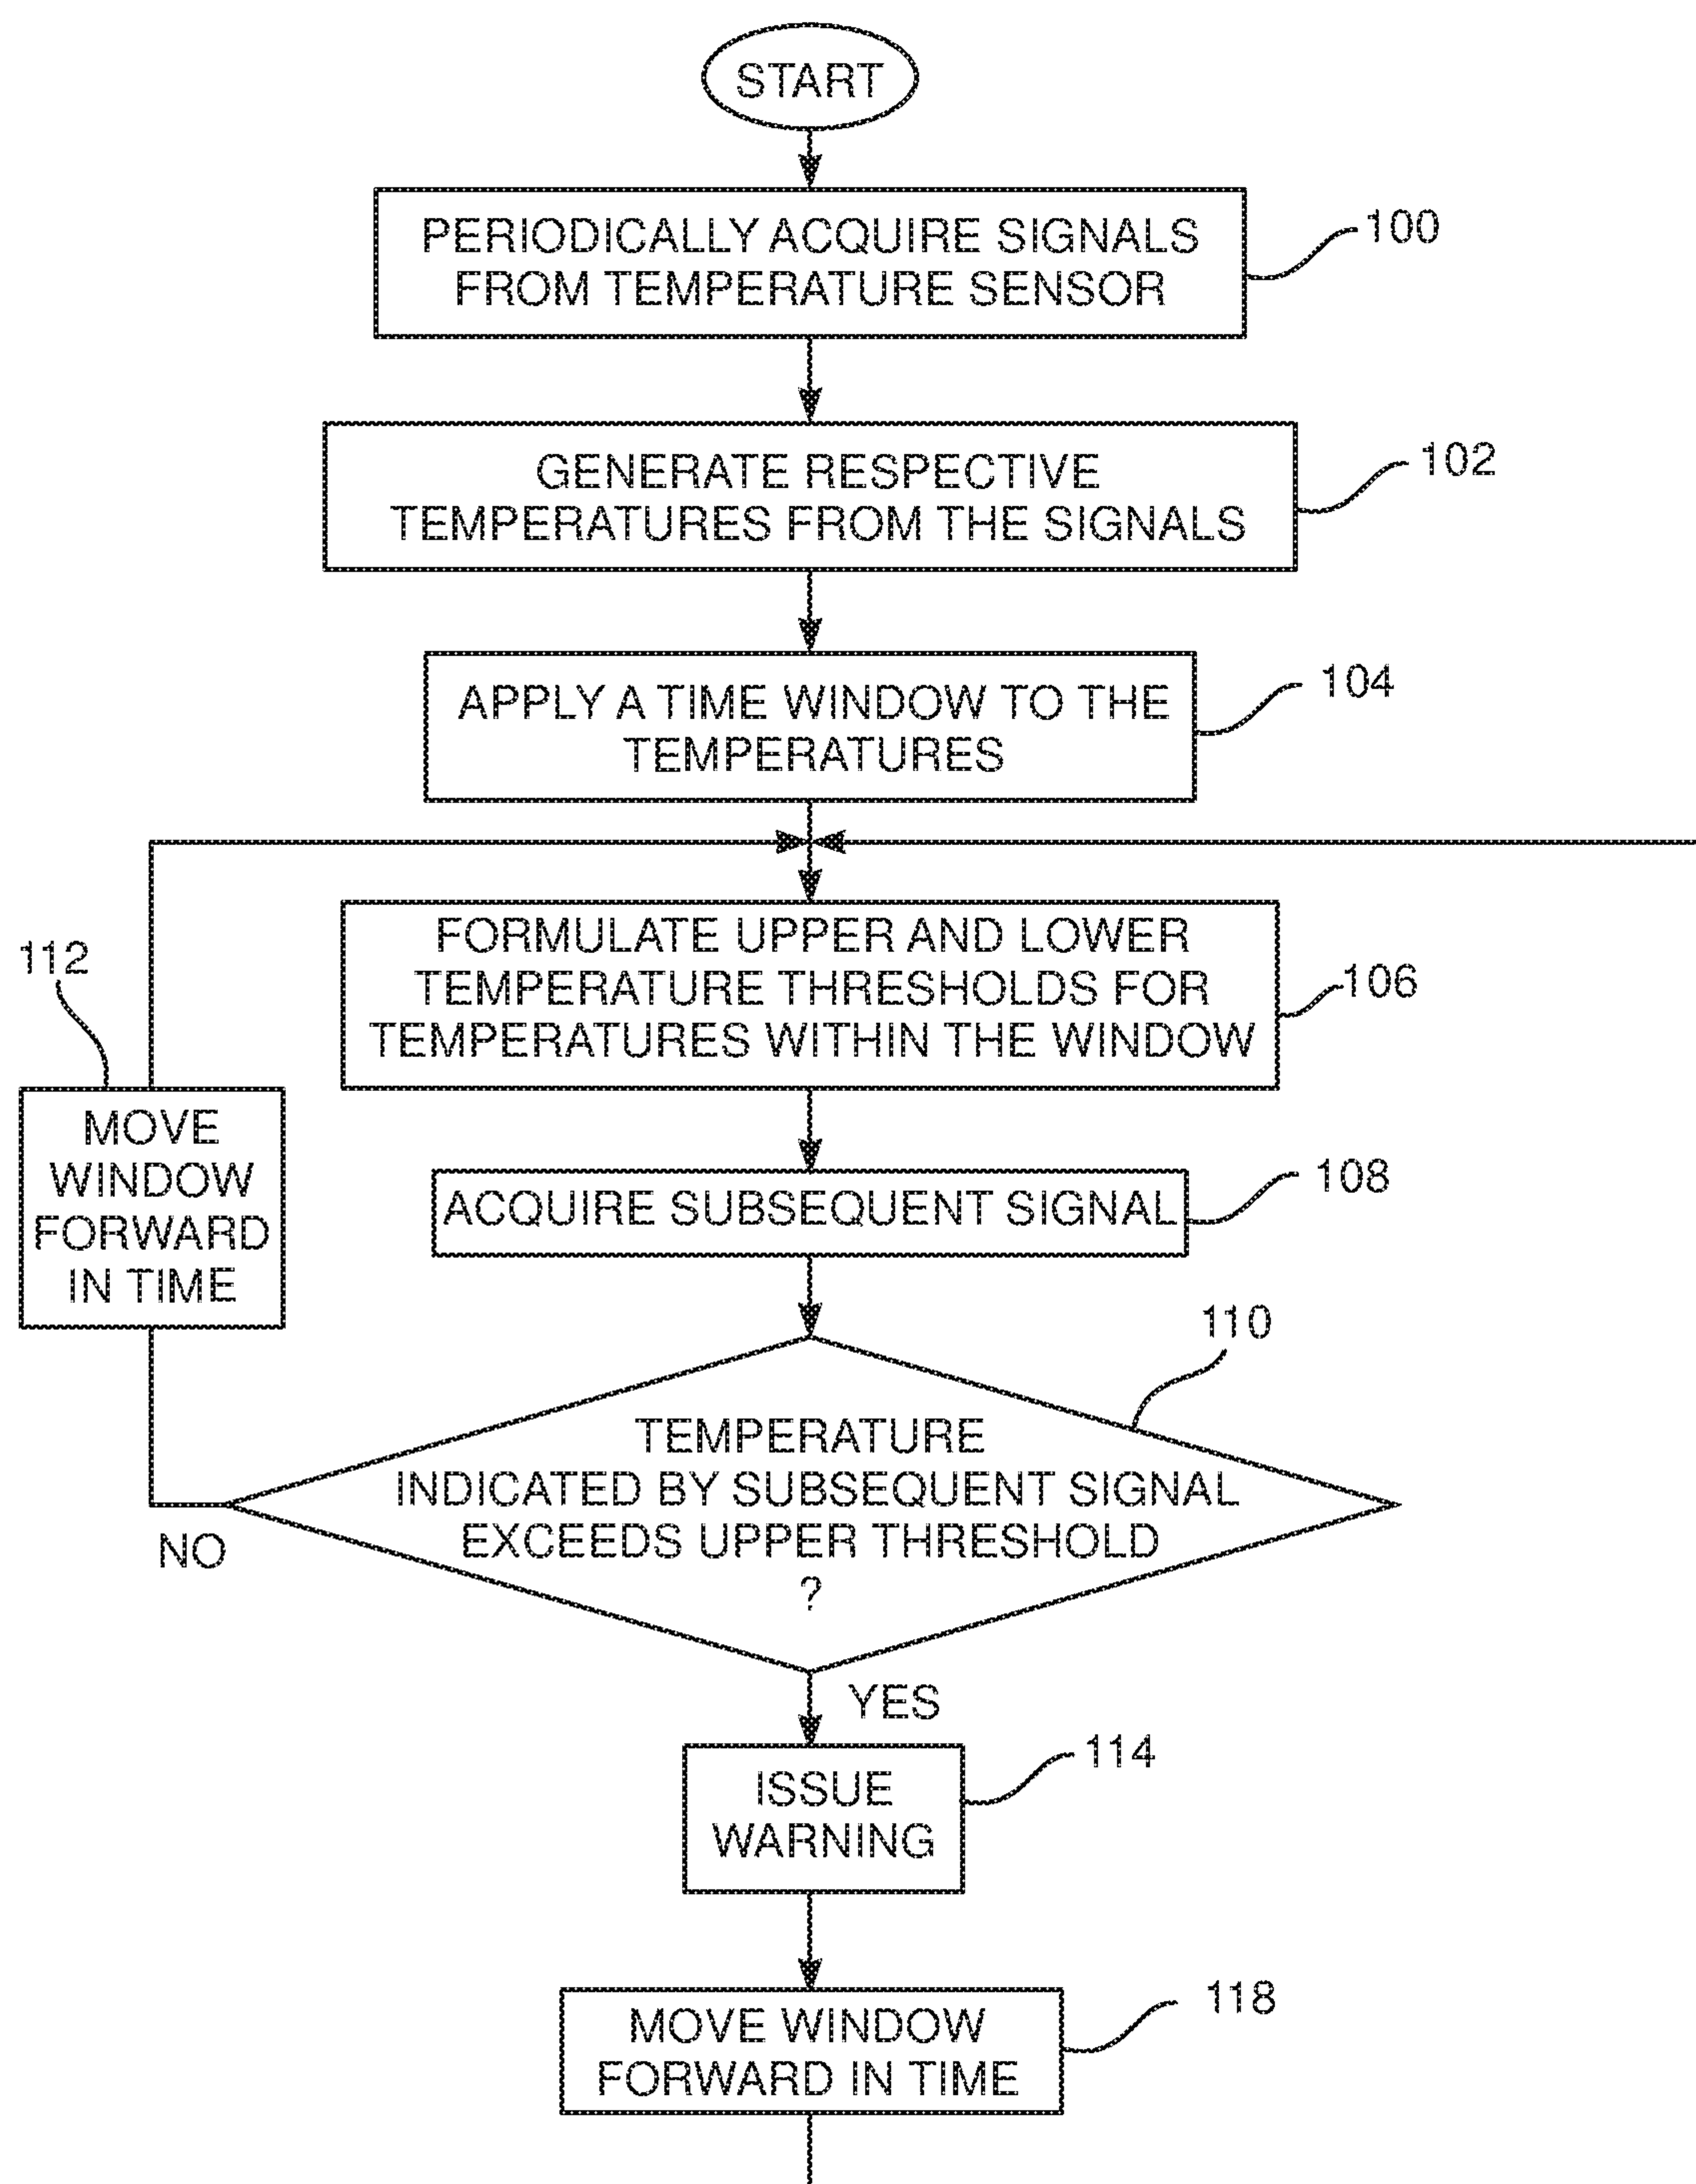 START
PERIODICALLY ACQUIRE SIGNALS
FROM TEMPERATURE SENSOR
100
GENERATE RESPECTIVE
TEMPERATURES FROM THE SIGNALS
102
APPLY A TIME WINDOW TO THE
TEMPERATURES
104
FORMULATE UPPER AND LOWER
TEMPERATURE THRESHOLDS FOR
TEMPERATURES WITHIN THE WINDOW
106
112
MOVE
WINDOW
FORWARD
IN TIME
ACQUIRE SUBSEQUENT SIGNAL
108
110
TEMPERATURE
INDICATED BY SUBSEQUENT SIGNAL
EXCEEDS UPPER THRESHOLD
?
NO
YES
ISSUE
WARNING
114
MOVE WINDOW
FORWARD IN TIME
118